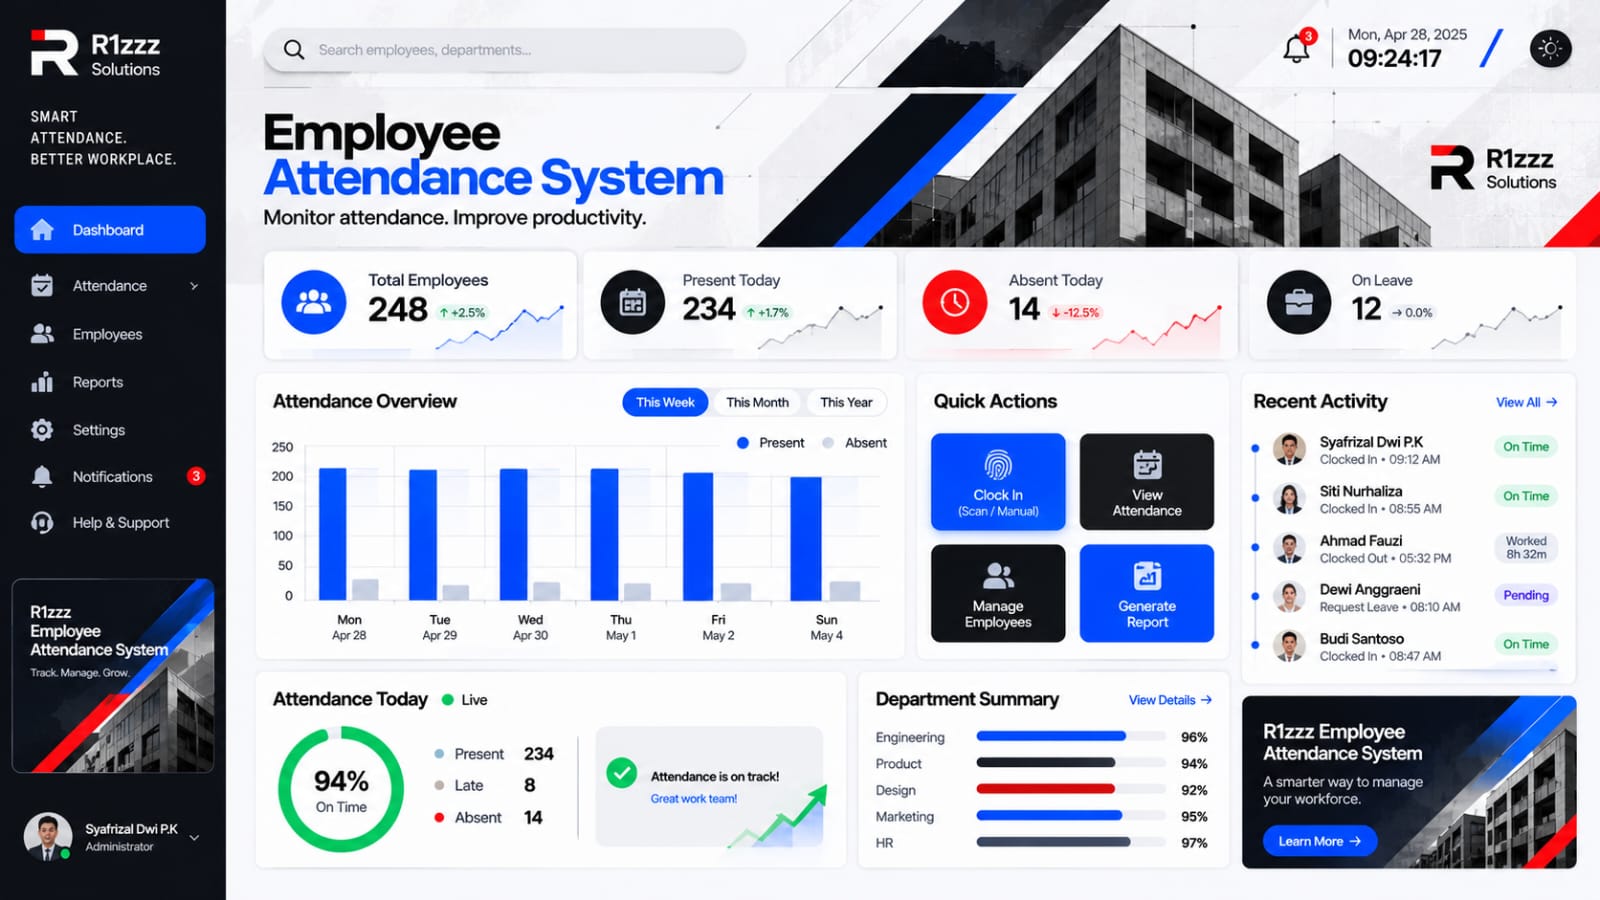 R1zzz
Solutions
SMART
ATTENDANCE.
BETTER WORKPLACE.
Dashboard
Attendance
Employees
Reports
Settings
Notifications 3
Help & Support
R1zzz
Employee
Attendance System
Track. Manage. Grow.
Syafrizal Dwi P.K
Administrator
Search employees, departments...
3
Mon, Apr 28, 2025
09:24:17
Employee
Attendance System
Monitor attendance. Improve productivity.
R1zzz
Solutions
Total Employees
248 ↑ +2.5%
Present Today
234 ↑ +1.7%
Absent Today
14 ↓ -12.5%
On Leave
12 → 0.0%
Attendance Overview
This Week This Month This Year
Present Absent
250
200
150
100
50
0
Mon Tue Wed Thu Fri Sun
Apr 28 Apr 29 Apr 30 May 1 May 2 May 4
Quick Actions
Clock In
(Scan / Manual)
View
Attendance
Manage
Employees
Generate
Report
Recent Activity
View All →
Syafrizal Dwi P.K
Clocked In • 09:12 AM
On Time
Siti Nurhaliza
Clocked In • 08:55 AM
On Time
Ahmad Fauzi
Clocked Out • 05:32 PM
Worked
8h 32m
Dewi Anggraeni
Request Leave • 08:10 AM
Pending
Budi Santoso
Clocked In • 08:47 AM
On Time
Attendance Today
Live
94%
On Time
Present 234
Late 8
Absent 14
Attendance is on track!
Great work team!
Department Summary
View Details →
Engineering 96%
Product 94%
Design 92%
Marketing 95%
HR 97%
R1zzz Employee
Attendance System
A smarter way to manage
your workforce.
Learn More →